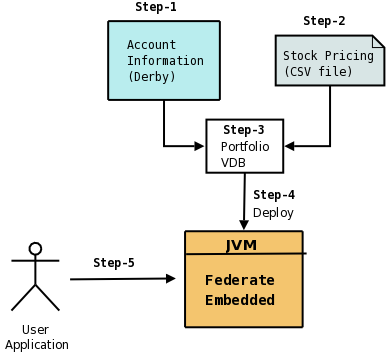 Step-1
Step-2
Account
Information
(Derby)
Stock Pricing
(CSV file)
Step-3
Portfolio
VDB
Step-4
Deploy
JVM
Federate
Embedded
Step-5
User
Application